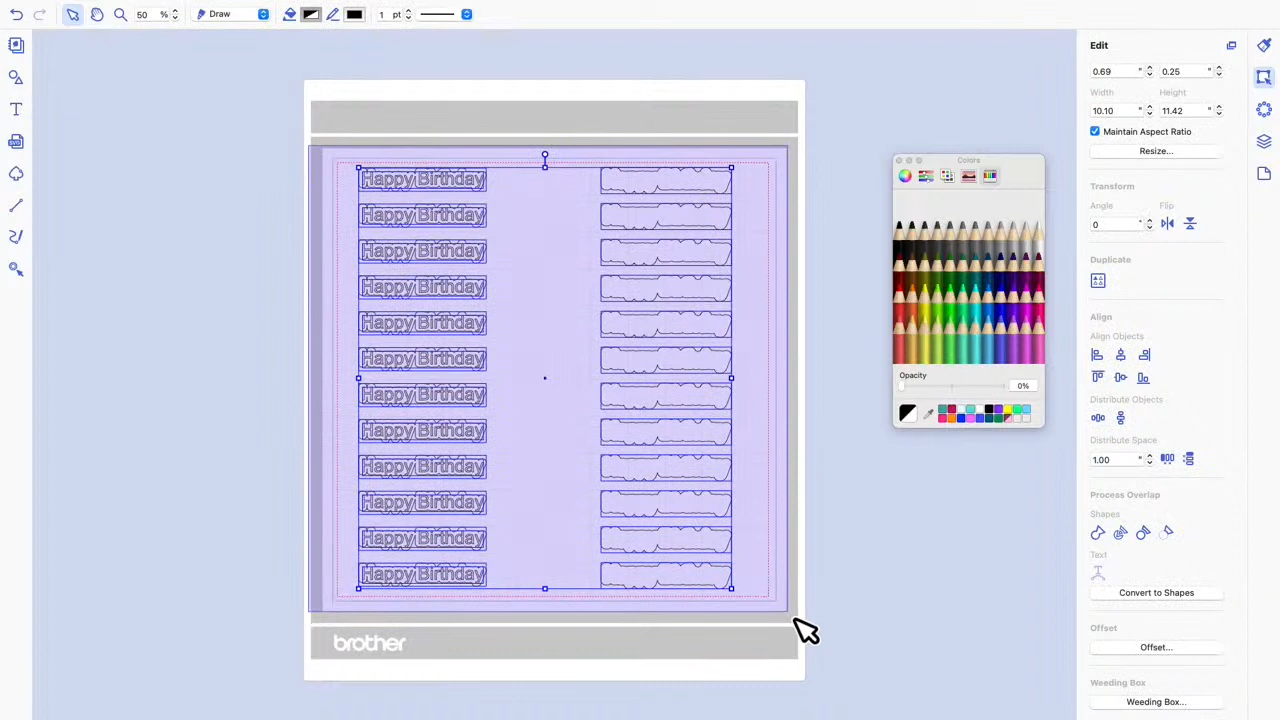 50 %
Draw
1 pt
Edit
0.69 " 0.25 "
Width Height
10.10 " 11.42 "
Maintain Aspect Ratio
Resize...
Transform
Angle Flip
0 °
Duplicate
Align
Align Objects
Distribute Objects
Distribute Space
1.00 "
Process Overlap
Shapes
Text
Convert to Shapes
Offset
Offset...
Weeding Box
Weeding Box...
Colors
Opacity
0%
Happy Birthday
Happy Birthday
Happy Birthday
Happy Birthday
Happy Birthday
Happy Birthday
Happy Birthday
Happy Birthday
Happy Birthday
Happy Birthday
Happy Birthday
Happy Birthday
brother